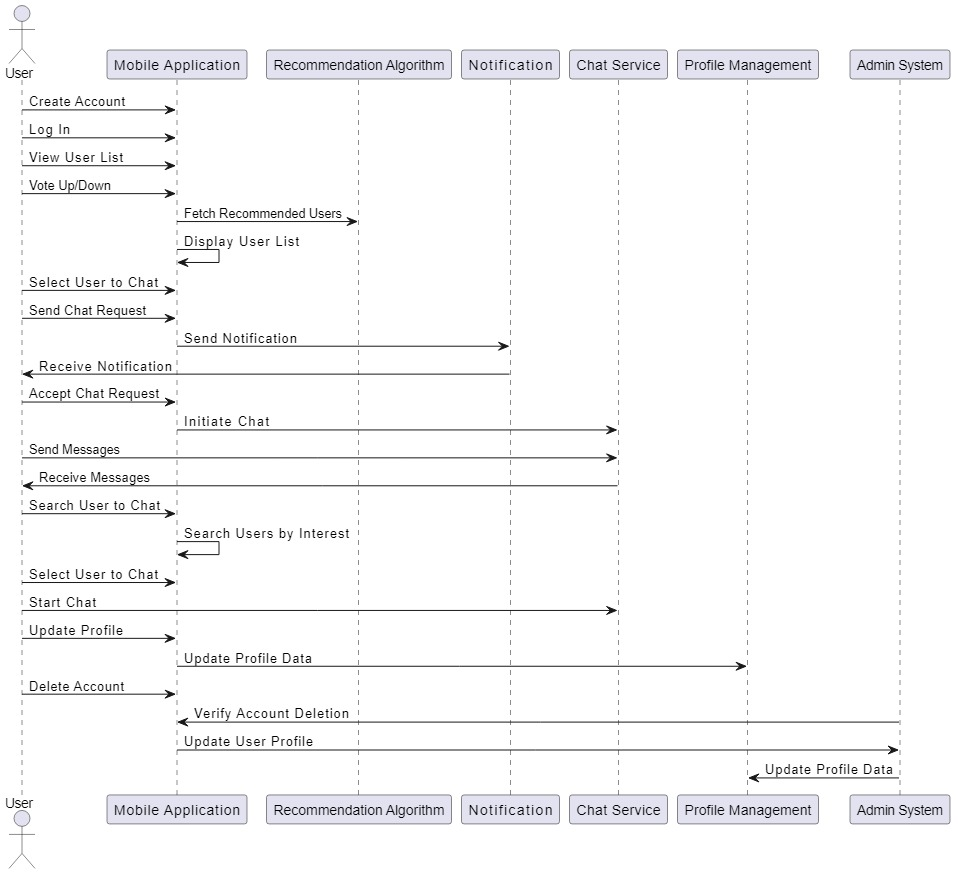 User
Mobile Application
Recommendation Algorithm
Notification
Chat Service
Profile Management
Admin System
Create Account
Log In
View User List
Vote Up/Down
Fetch Recommended Users
Display User List
Select User to Chat
Send Chat Request
Send Notification
Receive Notification
Accept Chat Request
Initiate Chat
Send Messages
Receive Messages
Search User to Chat
Search Users by Interest
Select User to Chat
Start Chat
Update Profile
Update Profile Data
Delete Account
Verify Account Deletion
Update User Profile
Update Profile Data
User
Mobile Application
Recommendation Algorithm
Notification
Chat Service
Profile Management
Admin System